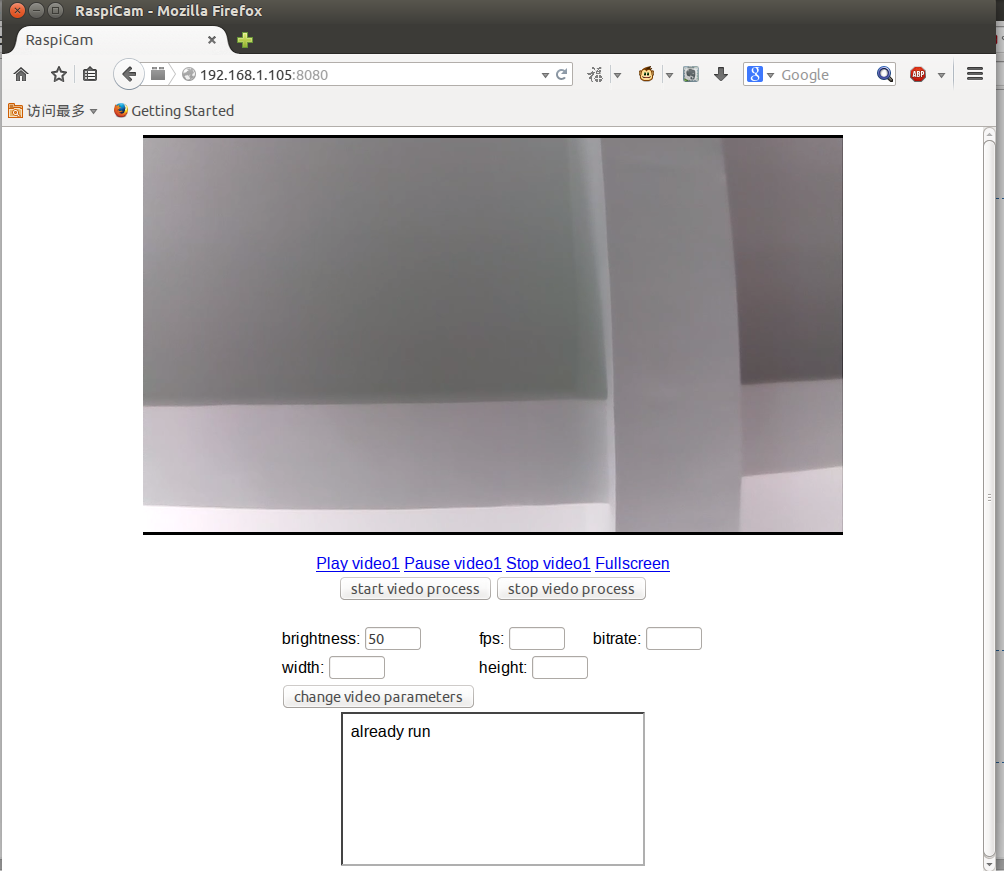 RaspiCam - Mozilla Firefox
RaspiCam
192.168.1.105:8080
Google
ABP
访问最多 Getting Started
Play video1 Pause video1 Stop video1 Fullscreen
start viedo process stop viedo process
brightness: 50 fps: bitrate:
width: height:
change video parameters
already run